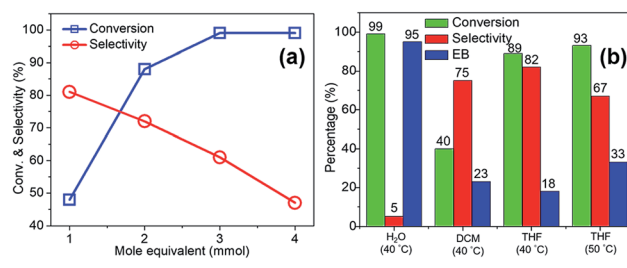 Conversion
Selectivity
(a)
Conv. & Selectivity (%)
100
90
80
70
60
50
40
1 2 3 4
Mole equivalent (mmol)
Conversion
Selectivity
EB
(b)
Percentage (%)
100
80
60
40
20
0
99 5 95
40 75 23
89 82 18
93 67 33
H₂O DCM THF THF
(40 °C) (40 °C) (40 °C) (50 °C)